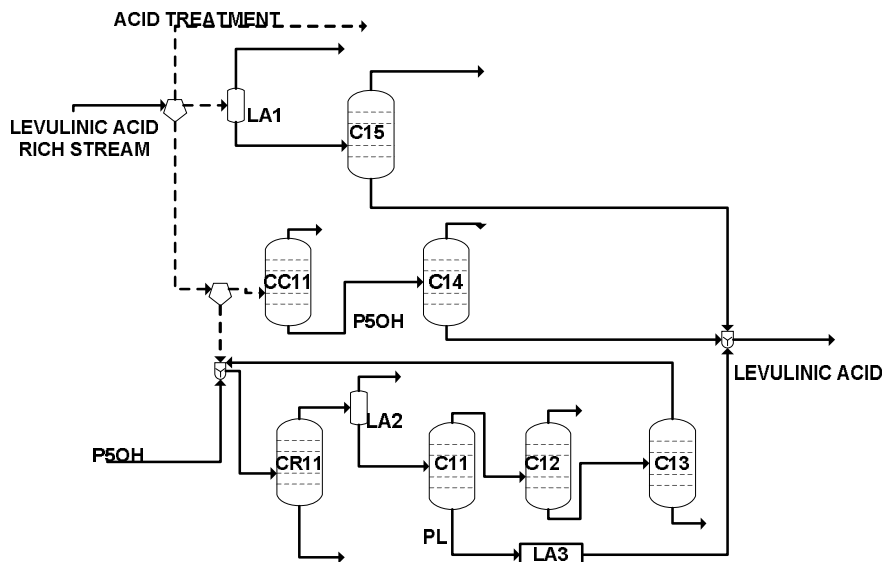 ACID TREATMENT
LA1
LEVULINIC ACID
RICH STREAM
C15
CC11
C14
P5OH
LEVULINIC ACID
LA2
P5OH
CR11
C11
C12
C13
PL
LA3